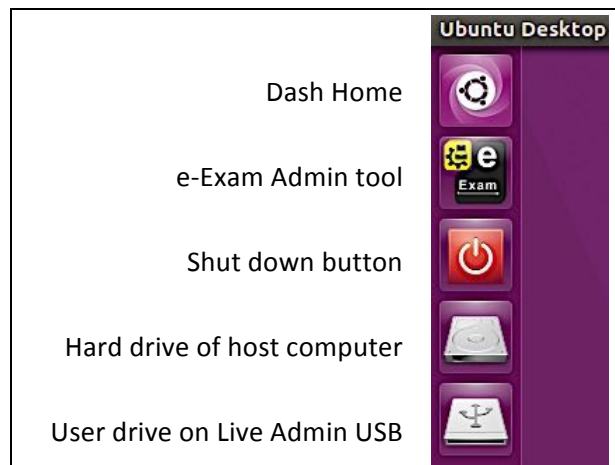 Ubuntu Desktop
Dash Home
e-Exam Admin tool
e
Exam
Shut down button
Hard drive of host computer
User drive on Live Admin USB